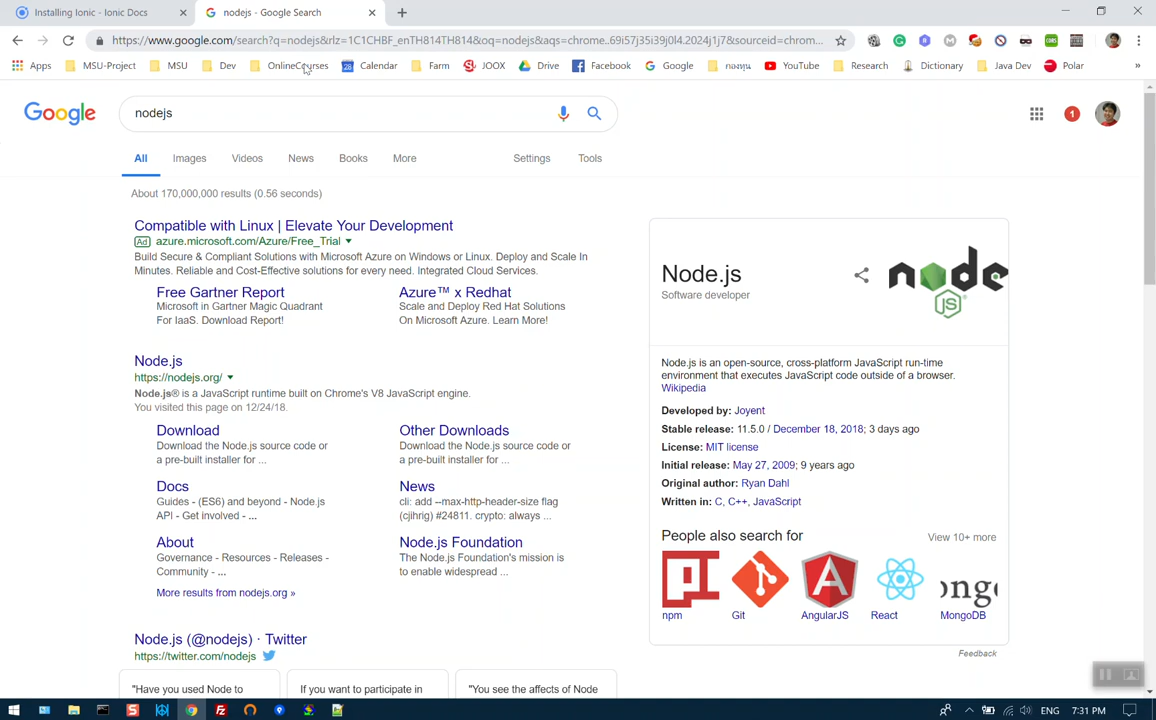 Installing Ionic - Ionic Docs
nodejs - Google Search
https://www.google.com/search?q=nodejs&rlz=1C1CHBF_enTH814TH814&oq=nodejs&aqs=chrome..69i57j35i39j0l4.2024j1j7&sourceid=chrom...
Apps MSU-Project MSU Dev OnlineCourses 28 Calendar Farm JOOX Drive Facebook Google กองทุน YouTube Research Dictionary Java Dev Polar »
Google
nodejs
1
All Images Videos News Books More Settings Tools
About 170,000,000 results (0.56 seconds)
Compatible with Linux | Elevate Your Development
Ad azure.microsoft.com/Azure/Free_Trial
Build Secure & Compliant Solutions with Microsoft Azure on Windows or Linux. Deploy and Scale In
Minutes. Reliable and Cost-Effective solutions for every need. Integrated Cloud Services.
Free Gartner Report
Microsoft in Gartner Magic Quadrant
For IaaS. Download Report!
Azure™ x Redhat
Scale and Deploy Red Hat Solutions
On Microsoft Azure. Learn More!
Node.js
https://nodejs.org/
Node.js® is a JavaScript runtime built on Chrome's V8 JavaScript engine.
You visited this page on 12/24/18.
Download
Download the Node.js source code or
a pre-built installer for ...
Other Downloads
Download the Node.js source code or
a pre-built installer for ...
Docs
Guides - (ES6) and beyond - Node.js
API - Get involved - ...
News
cli: add --max-http-header-size flag
(cjihrig) #24811. crypto: always ...
About
Governance - Resources - Releases -
Community - ...
Node.js Foundation
The Node.js Foundation's mission is
to enable widespread ...
More results from nodejs.org »
Node.js (@nodejs) · Twitter
https://twitter.com/nodejs
"Have you used Node to
If you want to participate in
"You see the affects of Node
Node.js
Software developer
node
JS
Node.js is an open-source, cross-platform JavaScript run-time
environment that executes JavaScript code outside of a browser.
Wikipedia
Developed by: Joyent
Stable release: 11.5.0 / December 18, 2018; 3 days ago
License: MIT license
Initial release: May 27, 2009; 9 years ago
Original author: Ryan Dahl
Written in: C, C++, JavaScript
People also search for
View 10+ more
npm
Git
AngularJS
React
MongoDB
Feedback
ENG 7:31 PM